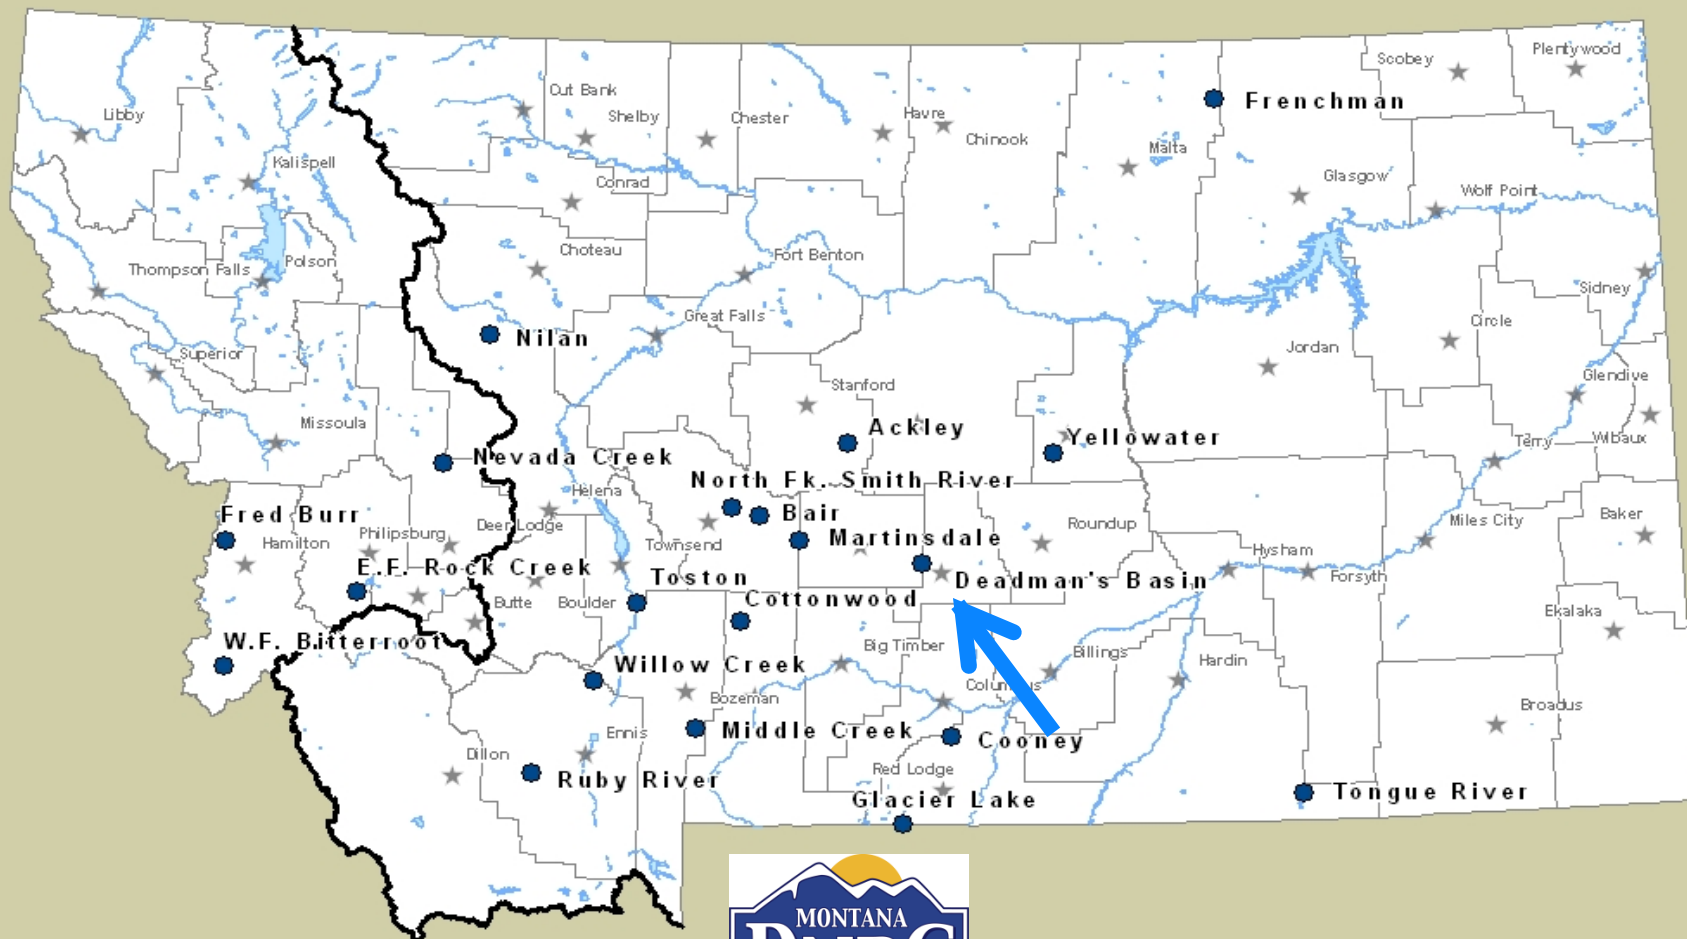 Plentywood
Scobey
Cut Bank
Frenchman
Libby
Shelby
Chester
Havre
Chinook
Malta
Kalispell
Conrad
Glasgow
Wolf Point
Choteau
Fort Benton
Thompson Falls
Polson
Sidney
Great Falls
Circle
Nilan
Jordan
Superior
Glendive
Stanford
Missoula
Ackley
Yellowater
Terry
Wibaux
Nevada Creek
North Fk. Smith River
Helena
Fred Burr
Bair
Baker
Miles City
Deer Lodge
Roundup
Philipsburg
Hamilton
Martinsdale
Townsend
Hysham
E.F. Rock Creek
Toston
Deadman's Basin
Forsyth
Butte
Boulder
Cottonwood
Ekalaka
W.F. Bitterroot
Big Timber
Billings
Hardin
Willow Creek
Columbus
Bozeman
Broadus
Ennis
Middle Creek
Cooney
Dillon
Red Lodge
Ruby River
Glacier Lake
Tongue River
MONTANA